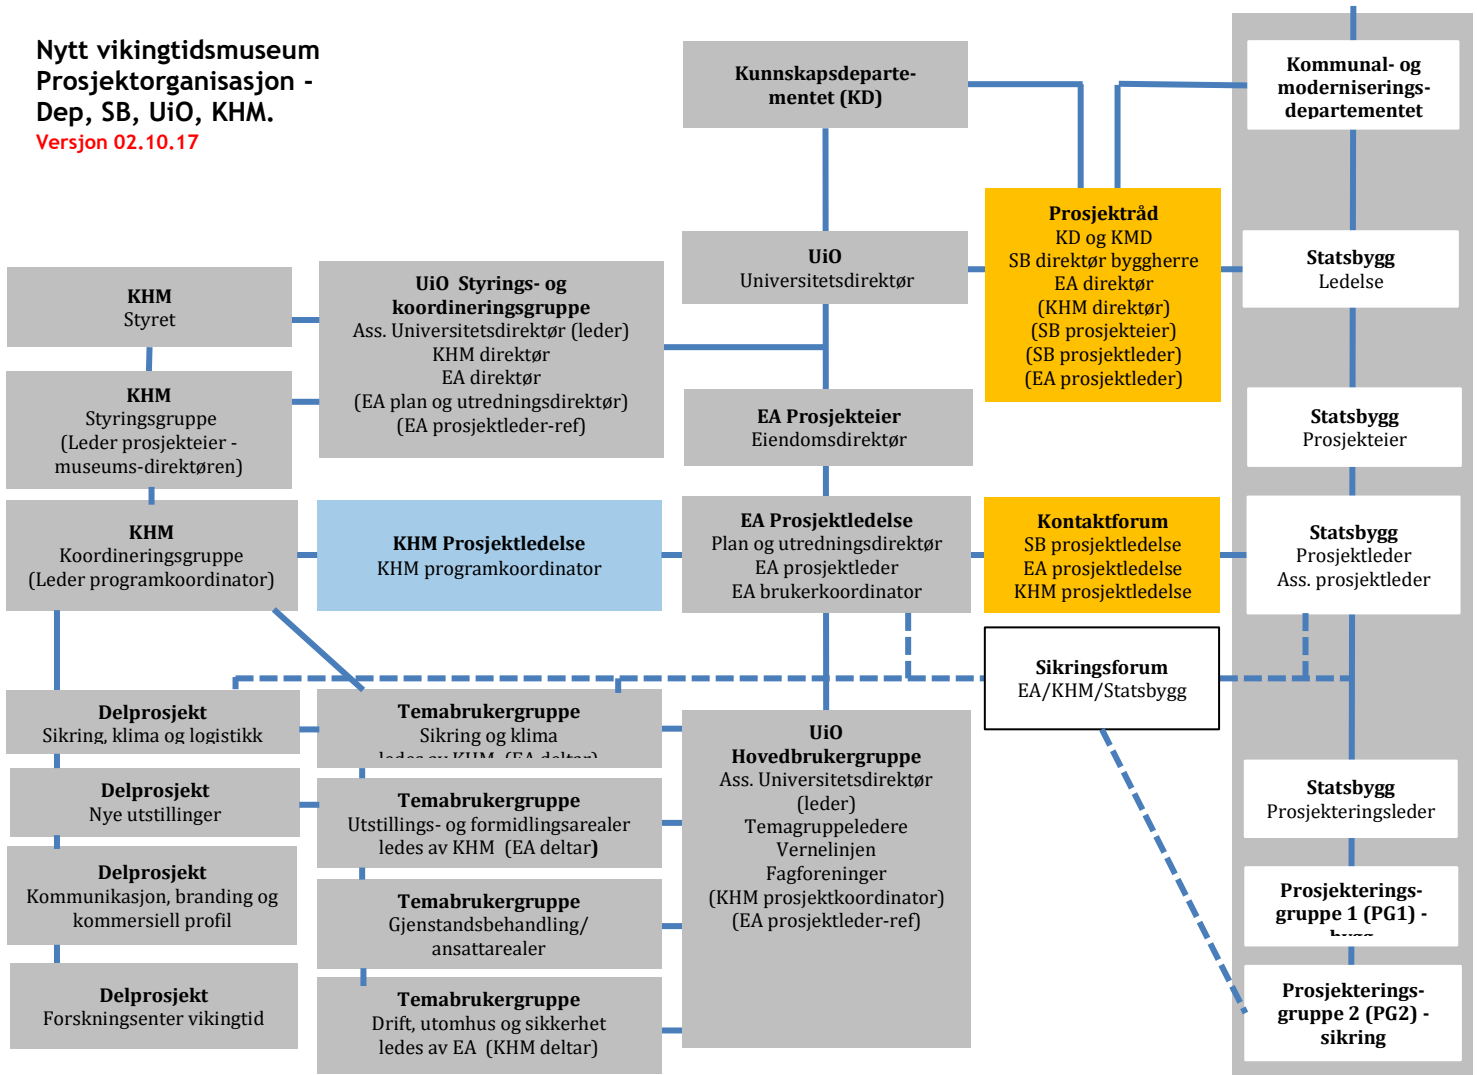 Nytt vikingtidsmuseum
Prosjektorganisasjon -
Dep, SB, UiO, KHM.
Versjon 02.10.17
Kunnskapsdeparte-
mentet (KD)
Kommunal- og
moderniserings-
departementet
Prosjektråd
KD og KMD
SB direktør byggherre
EA direktør
(KHM direktør)
(SB prosjekteier)
(SB prosjektleder)
(EA prosjektleder)
UiO
Universitetsdirektør
Statsbygg
Ledelse
KHM
Styret
UiO  Styrings- og
koordineringsgruppe
Ass. Universitetsdirektør (leder)
KHM direktør
EA direktør
(EA plan og utredningsdirektør)
(EA prosjektleder-ref)
KHM
Styringsgruppe
(Leder prosjekteier -
museums-direktøren)
EA Prosjekteier
Eiendomsdirektør
Statsbygg
Prosjekteier
KHM
Koordineringsgruppe
(Leder programkoordinator)
KHM Prosjektledelse
KHM programkoordinator
EA Prosjektledelse
Plan og utredningsdirektør
EA prosjektleder
EA brukerkoordinator
Kontaktforum
SB prosjektledelse
EA prosjektledelse
KHM prosjektledelse
Statsbygg
Prosjektleder
Ass. prosjektleder
Sikringsforum
EA/KHM/Statsbygg
Delprosjekt
Sikring, klima og logistikk
Temabrukergruppe
Sikring og klima
ledes av KHM  (EA deltar)
UiO
Hovedbrukergruppe
Ass. Universitetsdirektør
(leder)
Temagruppeledere
Vernelinjen
Fagforeninger
(KHM prosjektkoordinator)
(EA prosjektleder-ref)
Delprosjekt
Nye utstillinger
Temabrukergruppe
Utstillings- og formidlingsarealer
ledes av KHM  (EA deltar)
Statsbygg
Prosjekteringsleder
Delprosjekt
Kommunikasjon, branding og
kommersiell profil
Temabrukergruppe
Gjenstandsbehandling/
ansattarealer
Prosjekterings-
gruppe 1 (PG1) -
bygg
Delprosjekt
Forskningsenter vikingtid
Temabrukergruppe
Drift, utomhus og sikkerhet
ledes av EA  (KHM deltar)
Prosjekterings-
gruppe 2 (PG2) -
sikring